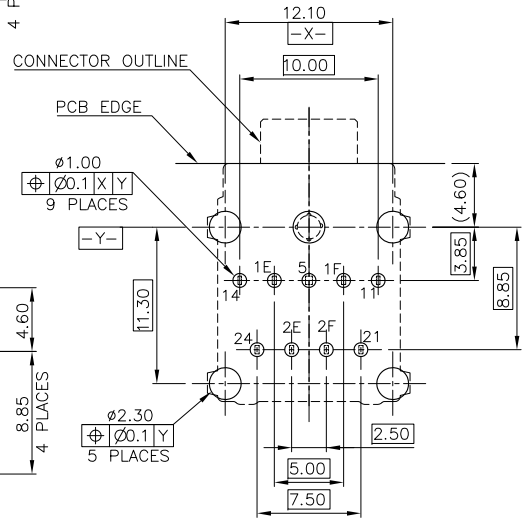 4 P
12.10
-X-
CONNECTOR OUTLINE
10.00
PCB EDGE
ø1.00
⌖ Ø0.1 X Y
9 PLACES
(4.60)
-Y-
3.85
8.85
1E 5 1F
14 11
11.30
4.60
24 2E 2F 21
8.85
4 PLACES
ø2.30
⌖ Ø0.1 Y
5 PLACES
2.50
5.00
7.50